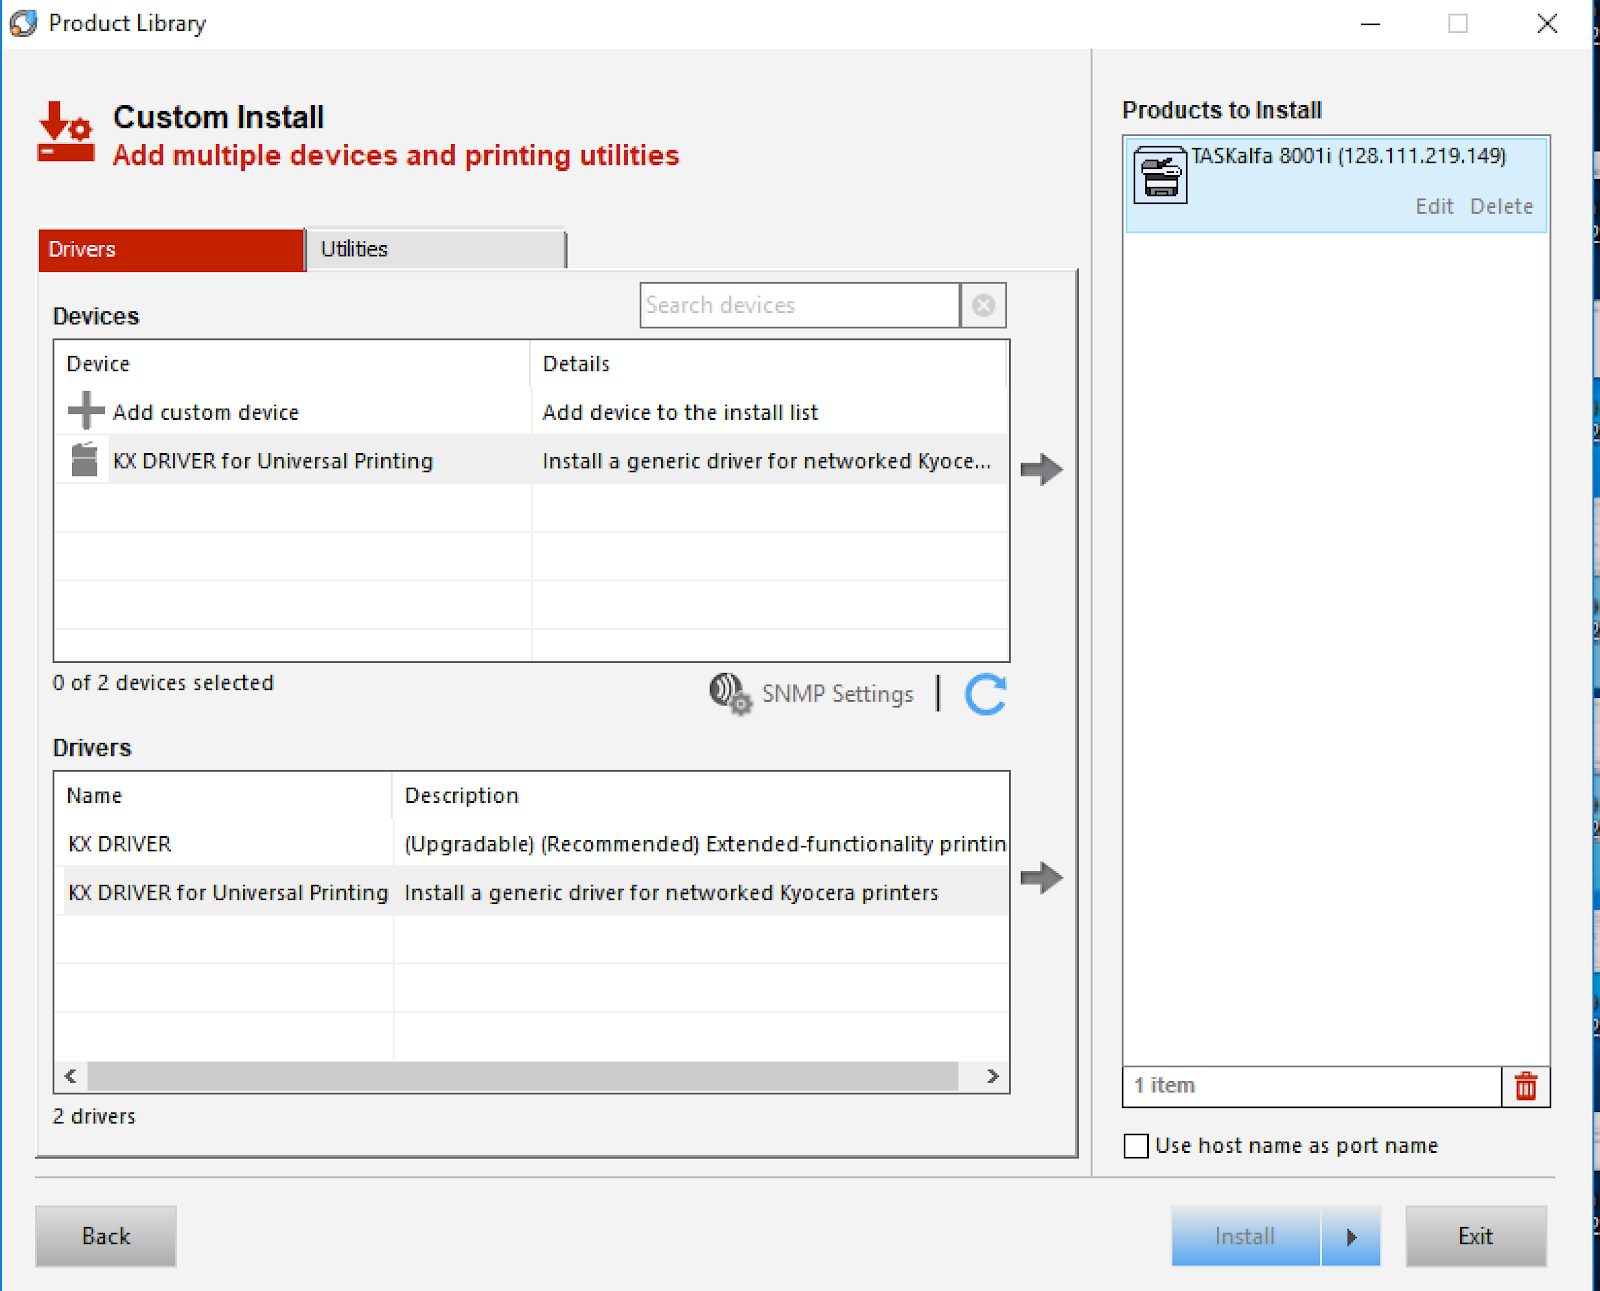 Product Library
Custom Install
Add multiple devices and printing utilities
Drivers
Utilities
Devices
Search devices
Device
Details
Add custom device
Add device to the install list
KX DRIVER for Universal Printing
Install a generic driver for networked Kyoce...
0 of 2 devices selected
SNMP Settings
Drivers
Name
Description
KX DRIVER
(Upgradable) (Recommended) Extended-functionality printin
KX DRIVER for Universal Printing
Install a generic driver for networked Kyocera printers
2 drivers
Products to Install
TASKalfa 8001i (128.111.219.149)
Edit Delete
1 item
Use host name as port name
Back
Install
Exit